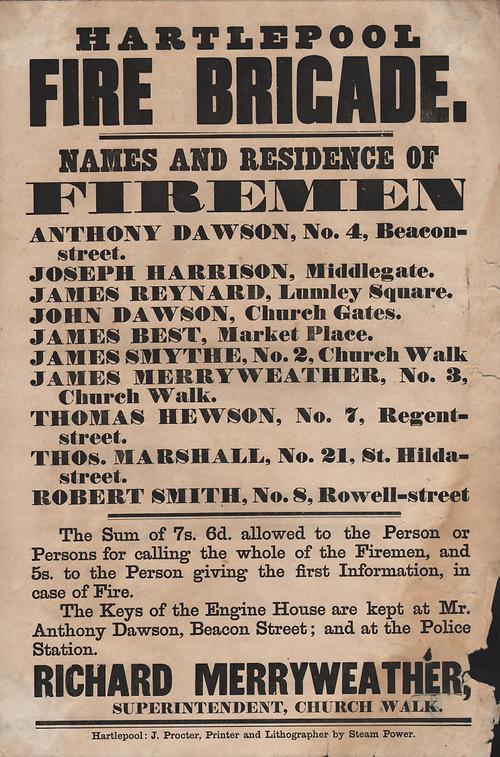 HARTLEPOOL
FIRE BRIGADE.
NAMES AND RESIDENCE OF
FIREMEN
ANTHONY DAWSON, No. 4, Beacon-
street.
JOSEPH HARRISON, Middlegate.
JAMES REYNARD, Lumley Square.
JOHN DAWSON, Church Gates.
JAMES BEST, Market Place.
JAMES SMYTHE, No. 2, Church Walk
JAMES MERRYWEATHER, No. 3,
Church Walk.
THOMAS HEWSON, No. 7, Regent-
street.
THOS. MARSHALL, No. 21, St. Hilda-
street.
ROBERT SMITH, No. 8, Rowell-street
The Sum of 7s. 6d. allowed to the Person or
Persons for calling the whole of the Firemen, and
5s. to the Person giving the first Information, in
case of Fire.
The Keys of the Engine House are kept at Mr.
Anthony Dawson, Beacon Street; and at the Police
Station.
RICHARD MERRYWEATHER,
SUPERINTENDENT, CHURCH WALK.
Hartlepool: J. Procter, Printer and Lithographer by Steam Power.